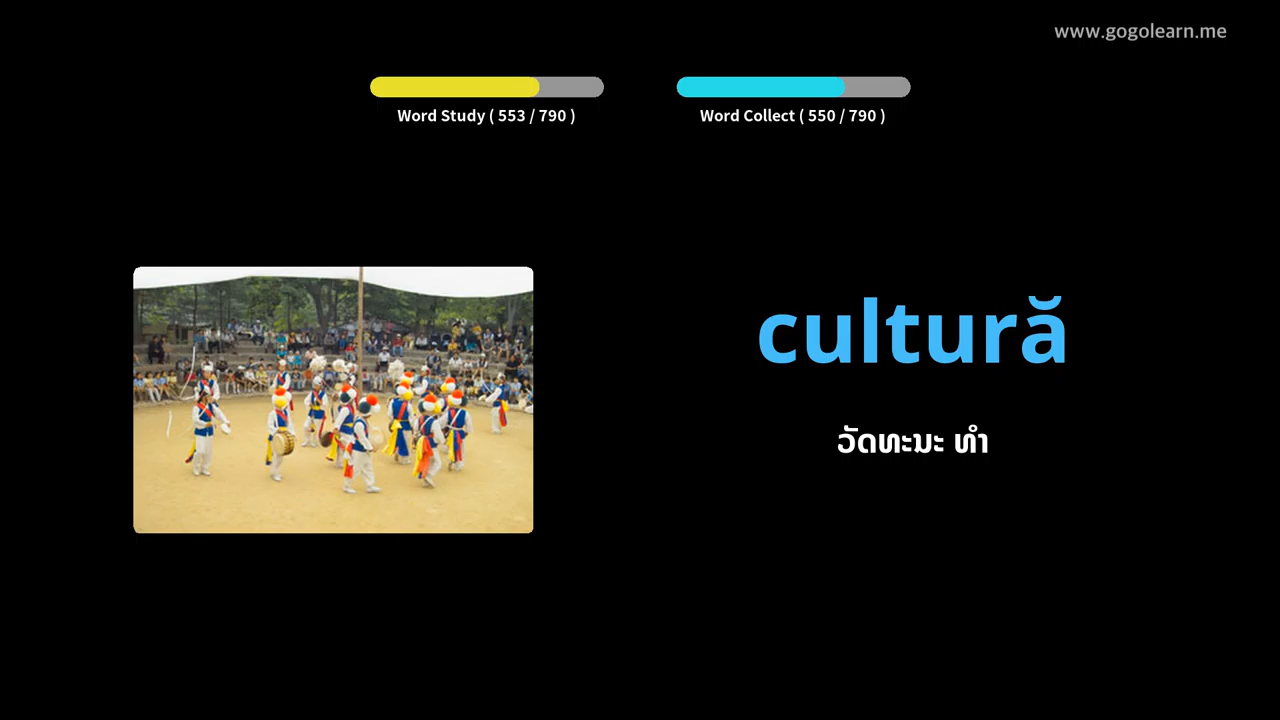 www.gogolearn.me
Word Study ( 553 / 790 )
Word Collect ( 550 / 790 )
cultură
ວັດທະນະ ທຳ